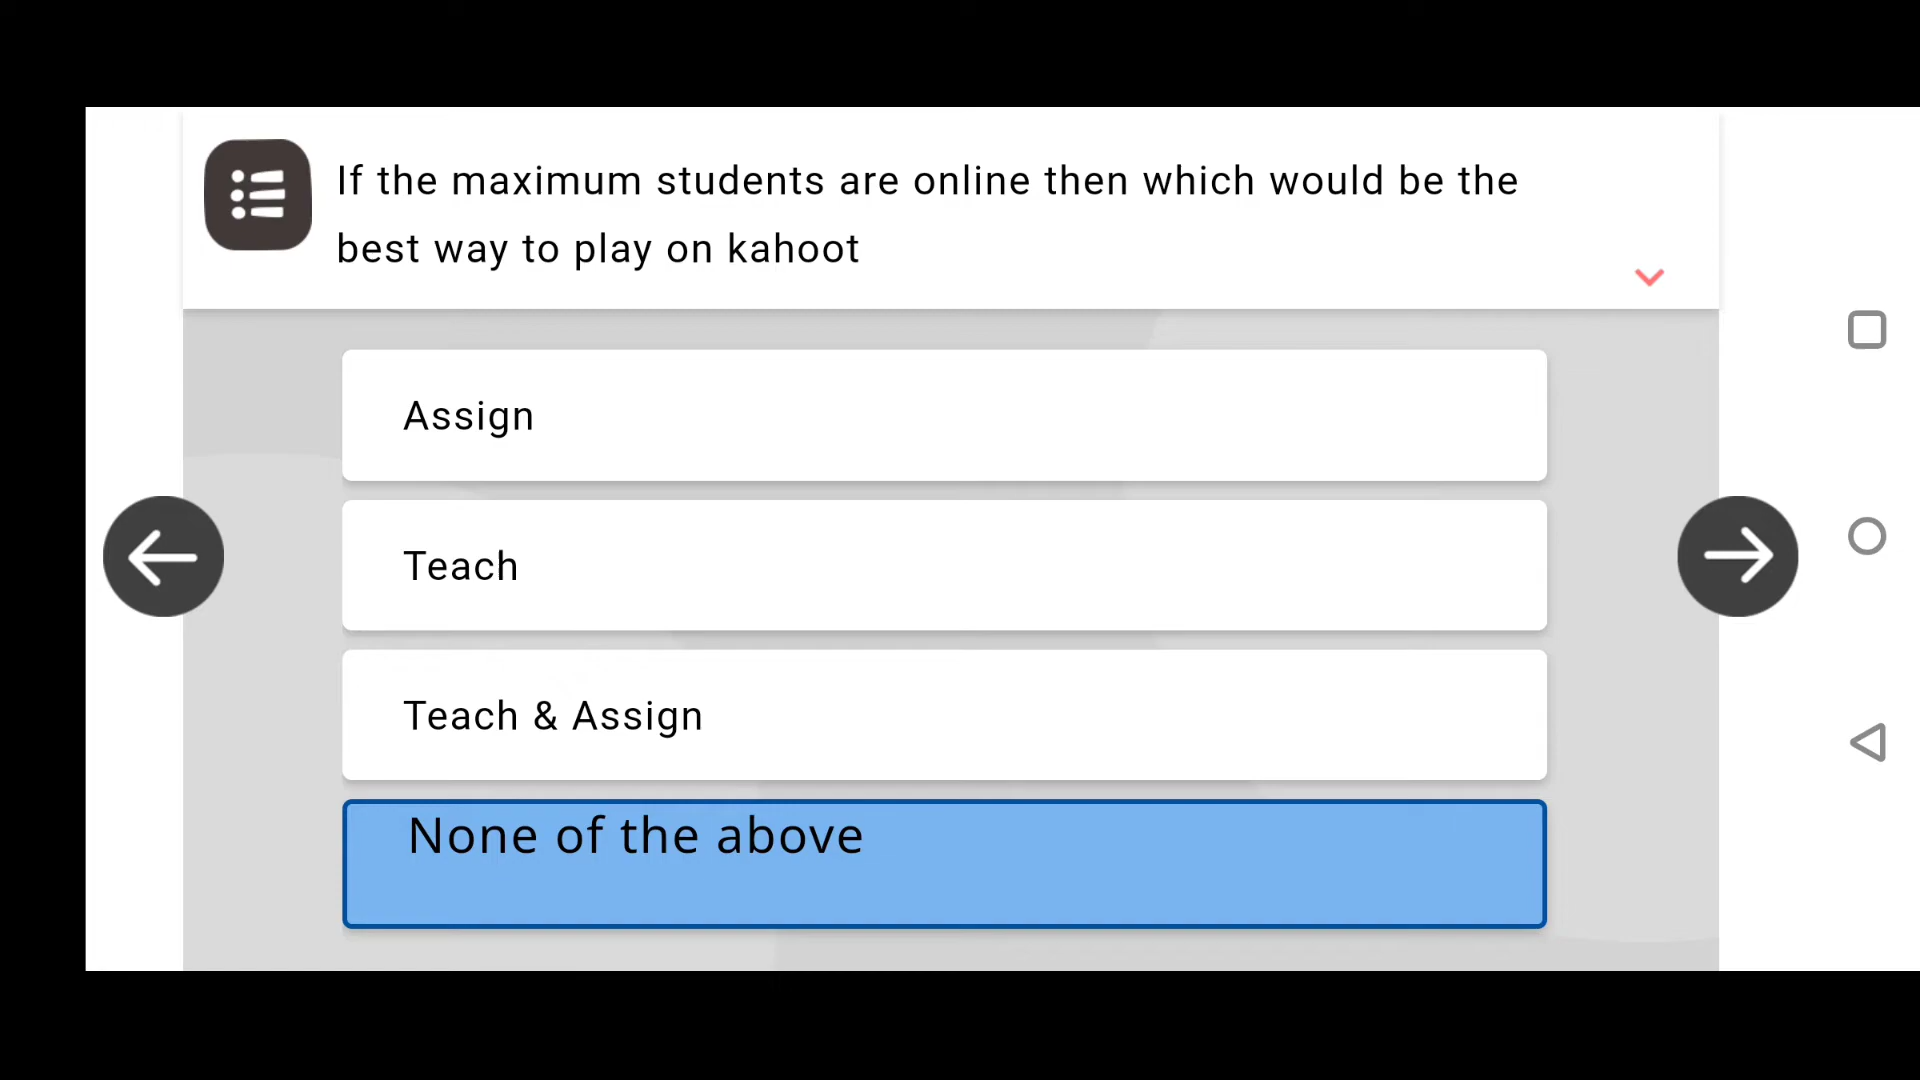 If the maximum students are online then which would be the
best way to play on kahoot
Assign
Teach
Teach & Assign
None of the above